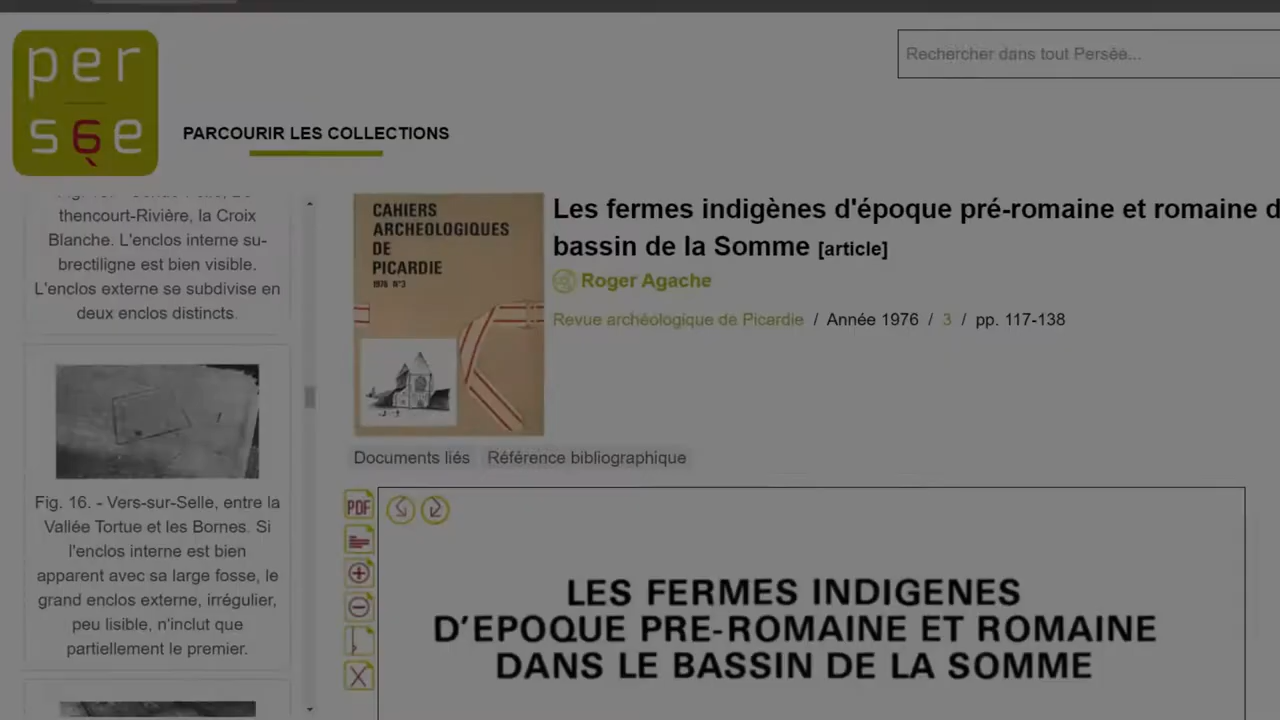 per
sée
Rechercher dans tout Persée...
PARCOURIR LES COLLECTIONS
thencourt-Rivière, la Croix
Blanche. L'enclos interne su-
brectiligne est bien visible.
L'enclos externe se subdivise en
deux enclos distincts.
Fig. 16. - Vers-sur-Selle, entre la
Vallée Tortue et les Bornes. Si
l'enclos interne est bien
apparent avec sa large fosse, le
grand enclos externe, irrégulier,
peu lisible, n'inclut que
partiellement le premier.
CAHIERS
ARCHEOLOGIQUES
DE
PICARDIE
1976 N°3
Les fermes indigènes d'époque pré-romaine et romaine d
bassin de la Somme [article]
Roger Agache
Revue archéologique de Picardie / Année 1976 / 3 / pp. 117-138
Documents liés Référence bibliographique
PDF
LES FERMES INDIGENES
D'EPOQUE PRE-ROMAINE ET ROMAINE
DANS LE BASSIN DE LA SOMME